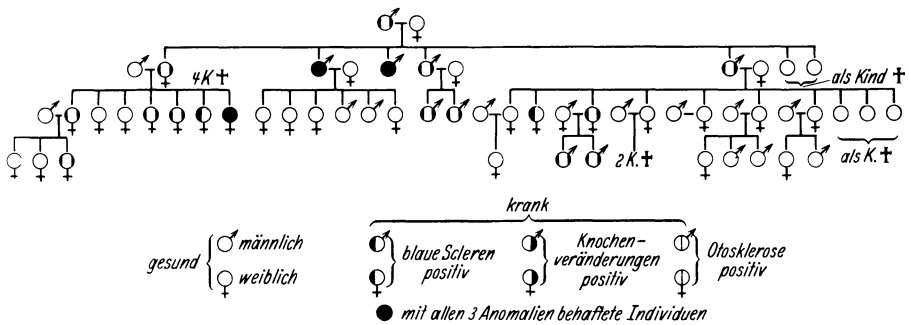 4K ✝
als Kind ✝
2 K. ✝
als K. ✝
krank
gesund
männlich
weiblich
blaue Scleren
positiv
Knochen-
veränderungen
positiv
Otosklerose
positiv
mit allen 3 Anomalien behaftete Individuen